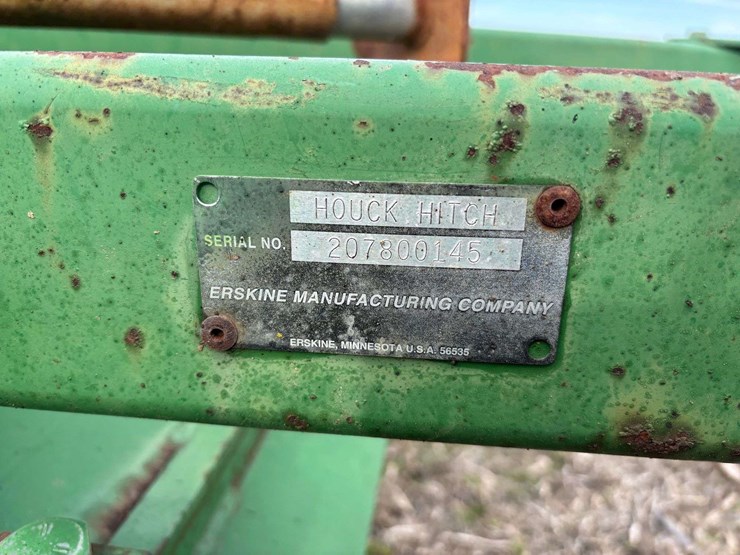 HOUCK HITCH
SERIAL NO. 207800145
ERSKINE MANUFACTURING COMPANY
ERSKINE, MINNESOTA U.S.A. 56535